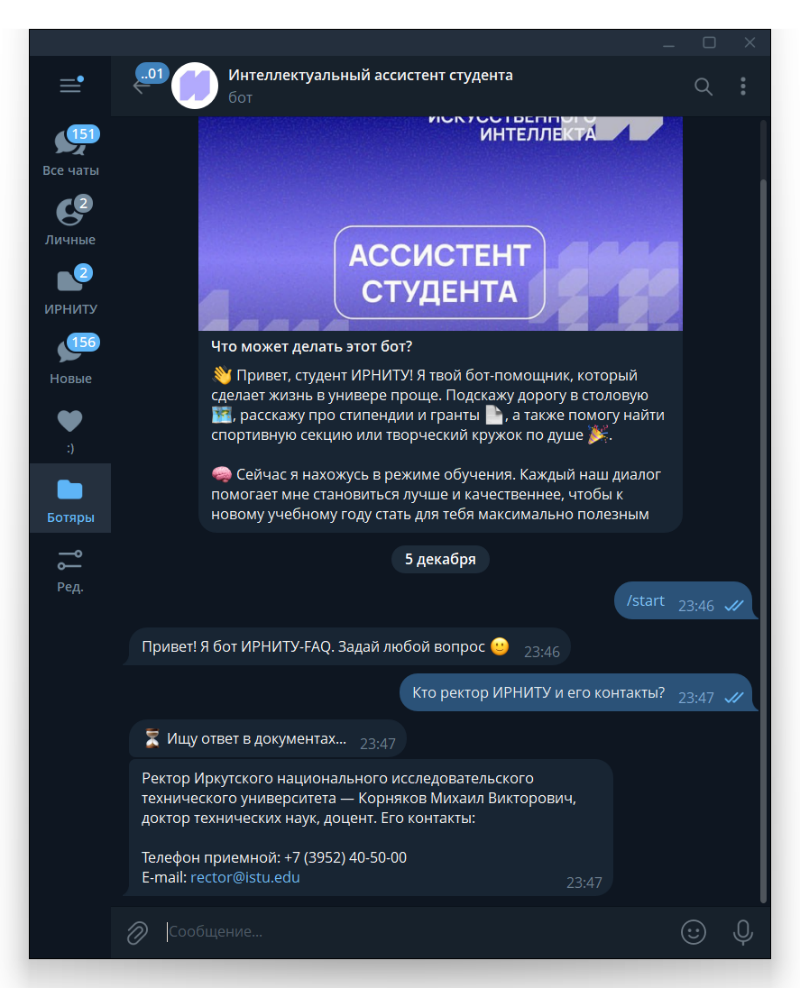 ..01
Интеллектуальный ассистент студента
бот
151
Все чаты
2
Личные
2
ИРНИТУ
156
Новые
:)
Ботяры
Ред.
ИСКУССТВЕННОГО
ИНТЕЛЛЕКТА
АССИСТЕНТ
СТУДЕНТА
Что может делать этот бот?
👋 Привет, студент ИРНИТУ! Я твой бот-помощник, который
сделает жизнь в универе проще. Подскажу дорогу в столовую
🗺️, расскажу про стипендии и гранты 📄, а также помогу найти
спортивную секцию или творческий кружок по душе 🎉.
🧠 Сейчас я нахожусь в режиме обучения. Каждый наш диалог
помогает мне становиться лучше и качественнее, чтобы к
новому учебному году стать для тебя максимально полезным
5 декабря
/start 23:46
Привет! Я бот ИРНИТУ-FAQ. Задай любой вопрос 🙂 23:46
Кто ректор ИРНИТУ и его контакты? 23:47
⏳ Ищу ответ в документах... 23:47
Ректор Иркутского национального исследовательского
технического университета — Корняков Михаил Викторович,
доктор технических наук, доцент. Его контакты:
Телефон приемной: +7 (3952) 40-50-00
E-mail: rector@istu.edu 23:47
Сообщение...